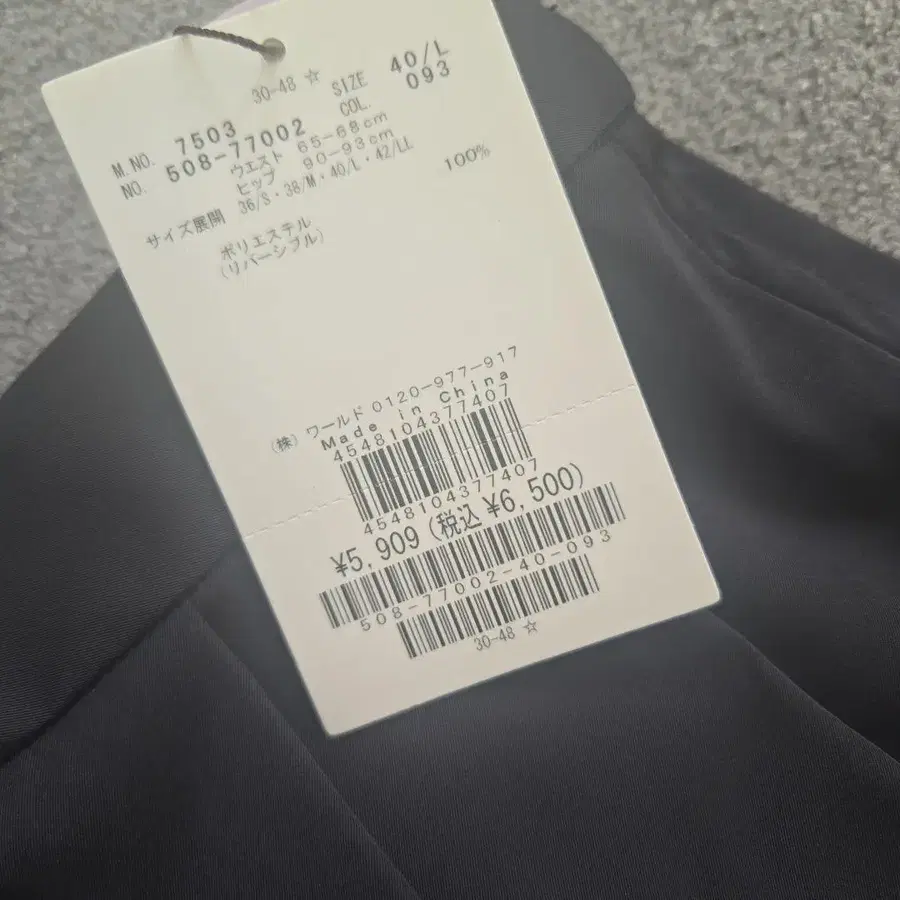 30-48 ☆
M.NO. 7503 SIZE 40/L
NO. 508-77002 COL. 093
ウエスト 65-68cm
ヒップ 90-93cm
サイズ展開 36/S・38/M・40/L・42/LL
ポリエステル 100%
(リバーシブル)
(株) ワールド 0120-977-917
Made in China
4548104377407
4548104377407
¥5,909 (税込 ¥6,500)
508-77002-40-093
30-48 ☆